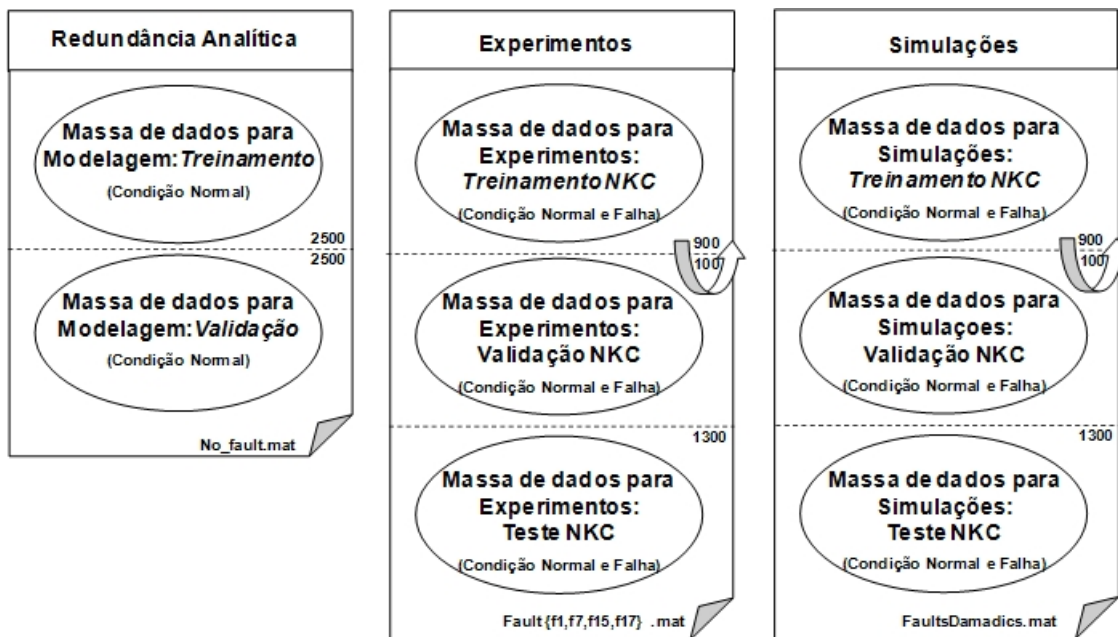 Redundância Analítica
Massa de dados para
Modelagem:Treinamento
(Condição Normal)
2500
2500
Massa de dados para
Modelagem:Validação
(Condição Normal)
No_fault.mat
Experimentos
Massa de dados para
Experimentos:
Treinamento NKC
(Condição Normal e Falha)
900
100
Massa de dados para
Experimentos:
Validação NKC
(Condição Normal e Falha)
1300
Massa de dados para
Experimentos:
Teste NKC
(Condição Normal e Falha)
Fault{f1,f7,f15,f17} .mat
Simulações
Massa de dados para
Simulações:
Treinamento NKC
(Condição Normal e Falha)
900
100
Massa de dados para
Simulaçoes:
Validação NKC
(Condição Normal e Falha)
1300
Massa de dados para
Simulações:
Teste NKC
(Condição Normal e Falha)
FaultsDamadics.mat